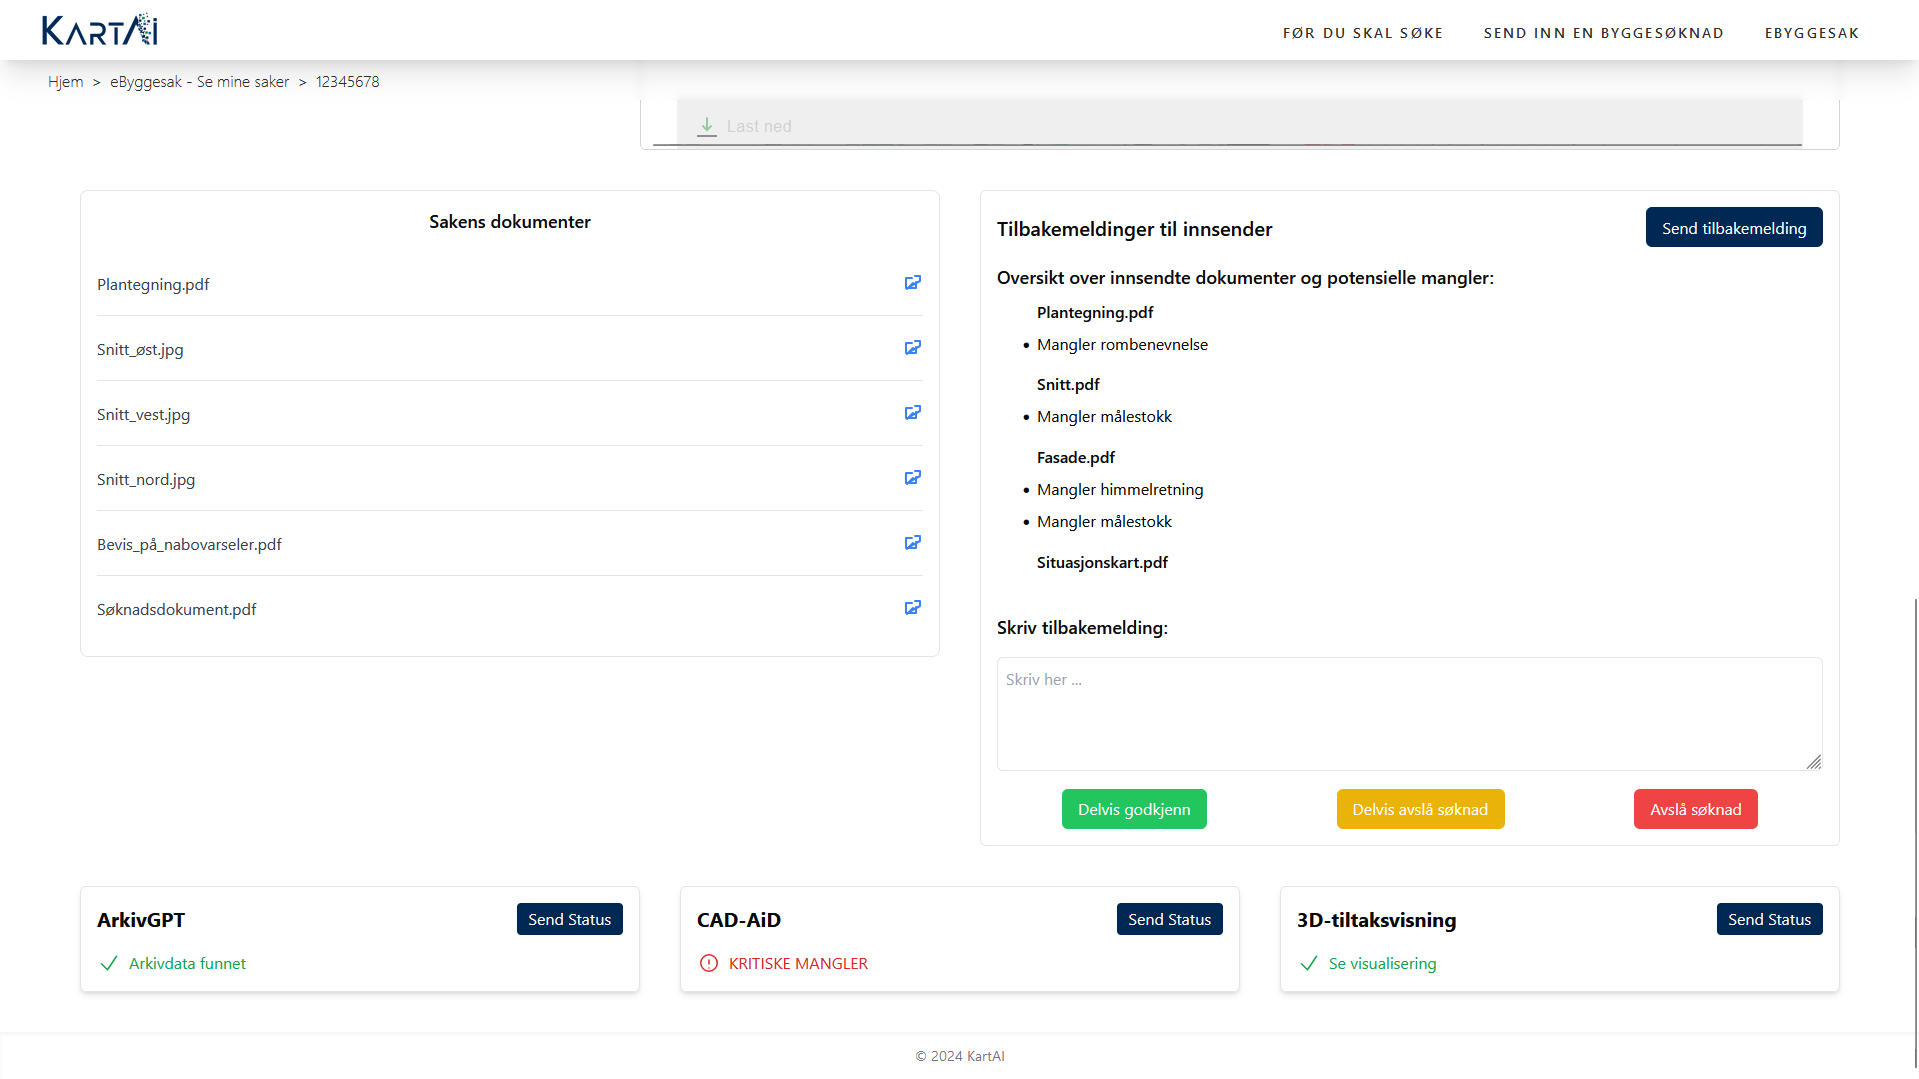 KARTAI
FØR DU SKAL SØKE
SEND INN EN BYGGESØKNAD
EBYGGESAK
Hjem > eByggesak - Se mine saker > 12345678
Last ned
Sakens dokumenter
Plantegning.pdf
Snitt_øst.jpg
Snitt_vest.jpg
Snitt_nord.jpg
Bevis_på_nabovarseler.pdf
Søknadsdokument.pdf
Tilbakemeldinger til innsender
Send tilbakemelding
Oversikt over innsendte dokumenter og potensielle mangler:
Plantegning.pdf
• Mangler rombenevnelse
Snitt.pdf
• Mangler målestokk
Fasade.pdf
• Mangler himmelretning
• Mangler målestokk
Situasjonskart.pdf
Skriv tilbakemelding:
Skriv her ...
Delvis godkjenn
Delvis avslå søknad
Avslå søknad
ArkivGPT
Send Status
Arkivdata funnet
CAD-AiD
Send Status
KRITISKE MANGLER
3D-tiltaksvisning
Send Status
Se visualisering
© 2024 KartAI